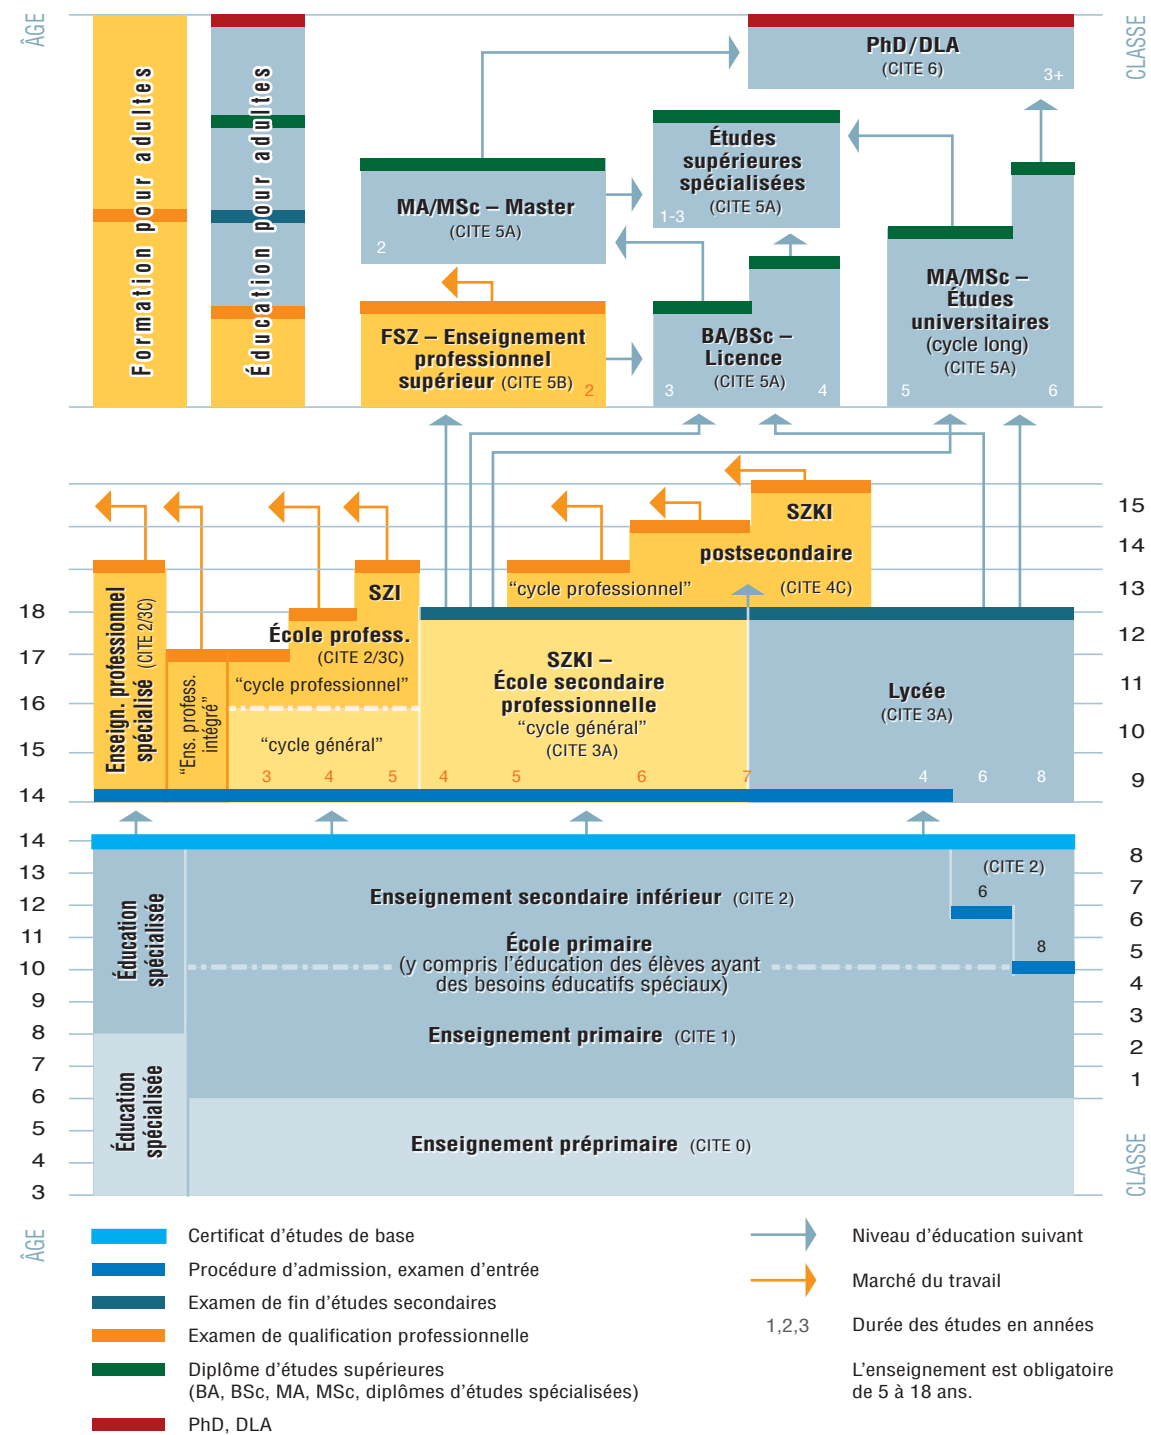 ÂGE
CLASSE
Formation pour adultes
Éducation pour adultes
PhD/DLA
(CITE 6)
3+
Études
supérieures
spécialisées
(CITE 5A)
1-3
MA/MSc – Master
(CITE 5A)
2
MA/MSc –
Études
universitaires
(cycle long)
(CITE 5A)
5
6
FSZ – Enseignement
professionnel
supérieur (CITE 5B)
2
BA/BSc –
Licence
(CITE 5A)
3
4
15
14
13
12
11
10
9
18
17
16
15
14
SZKI
postsecondaire
(CITE 4C)
“cycle professionnel”
Enseign. professionnel
spécialisé (CITE 2/3C)
“Ens. profess.
intégré”
SZI
École profess.
(CITE 2/3C)
“cycle professionnel”
“cycle général”
3
4
5
SZKI –
École secondaire
professionnelle
“cycle général”
(CITE 3A)
4
5
6
7
Lycée
(CITE 3A)
4
6
8
14
13
12
11
10
9
8
7
6
5
4
3
8
7
6
5
4
3
2
1
Éducation
spécialisée
Éducation
spécialisée
Enseignement secondaire inférieur (CITE 2)
(CITE 2)
6
8
École primaire
(y compris l’éducation des élèves ayant
des besoins éducatifs spéciaux)
Enseignement primaire (CITE 1)
Enseignement préprimaire (CITE 0)
CLASSE
ÂGE
Certificat d’études de base
Procédure d’admission, examen d’entrée
Examen de fin d’études secondaires
Examen de qualification professionnelle
Diplôme d’études supérieures
(BA, BSc, MA, MSc, diplômes d’études spécialisées)
PhD, DLA
Niveau d’éducation suivant
Marché du travail
1,2,3 Durée des études en années
L’enseignement est obligatoire
de 5 à 18 ans.